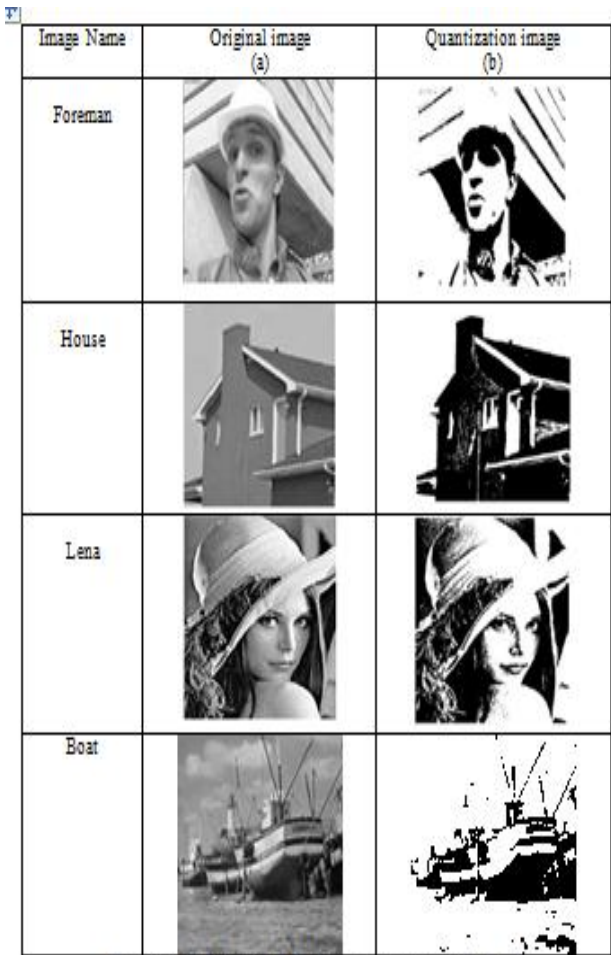 Image Name Original image Quantization image
(a) (b)
Foreman
House
Lena
Boat